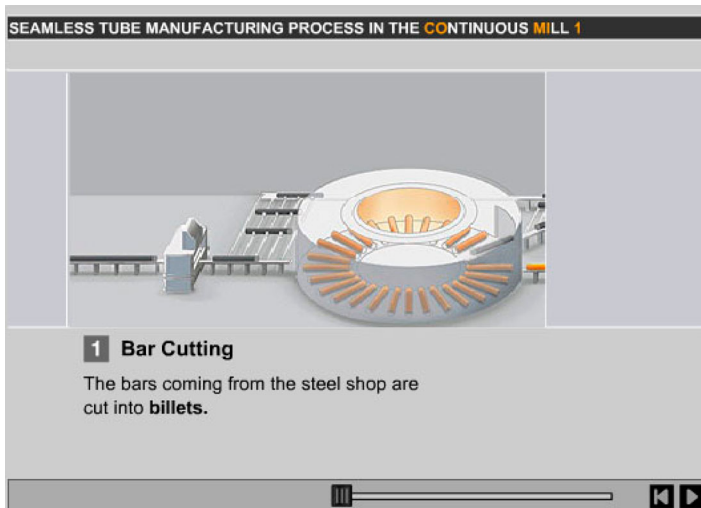 SEAMLESS TUBE MANUFACTURING PROCESS IN THE CONTINUOUS MILL 1
1 Bar Cutting
The bars coming from the steel shop are
cut into billets.